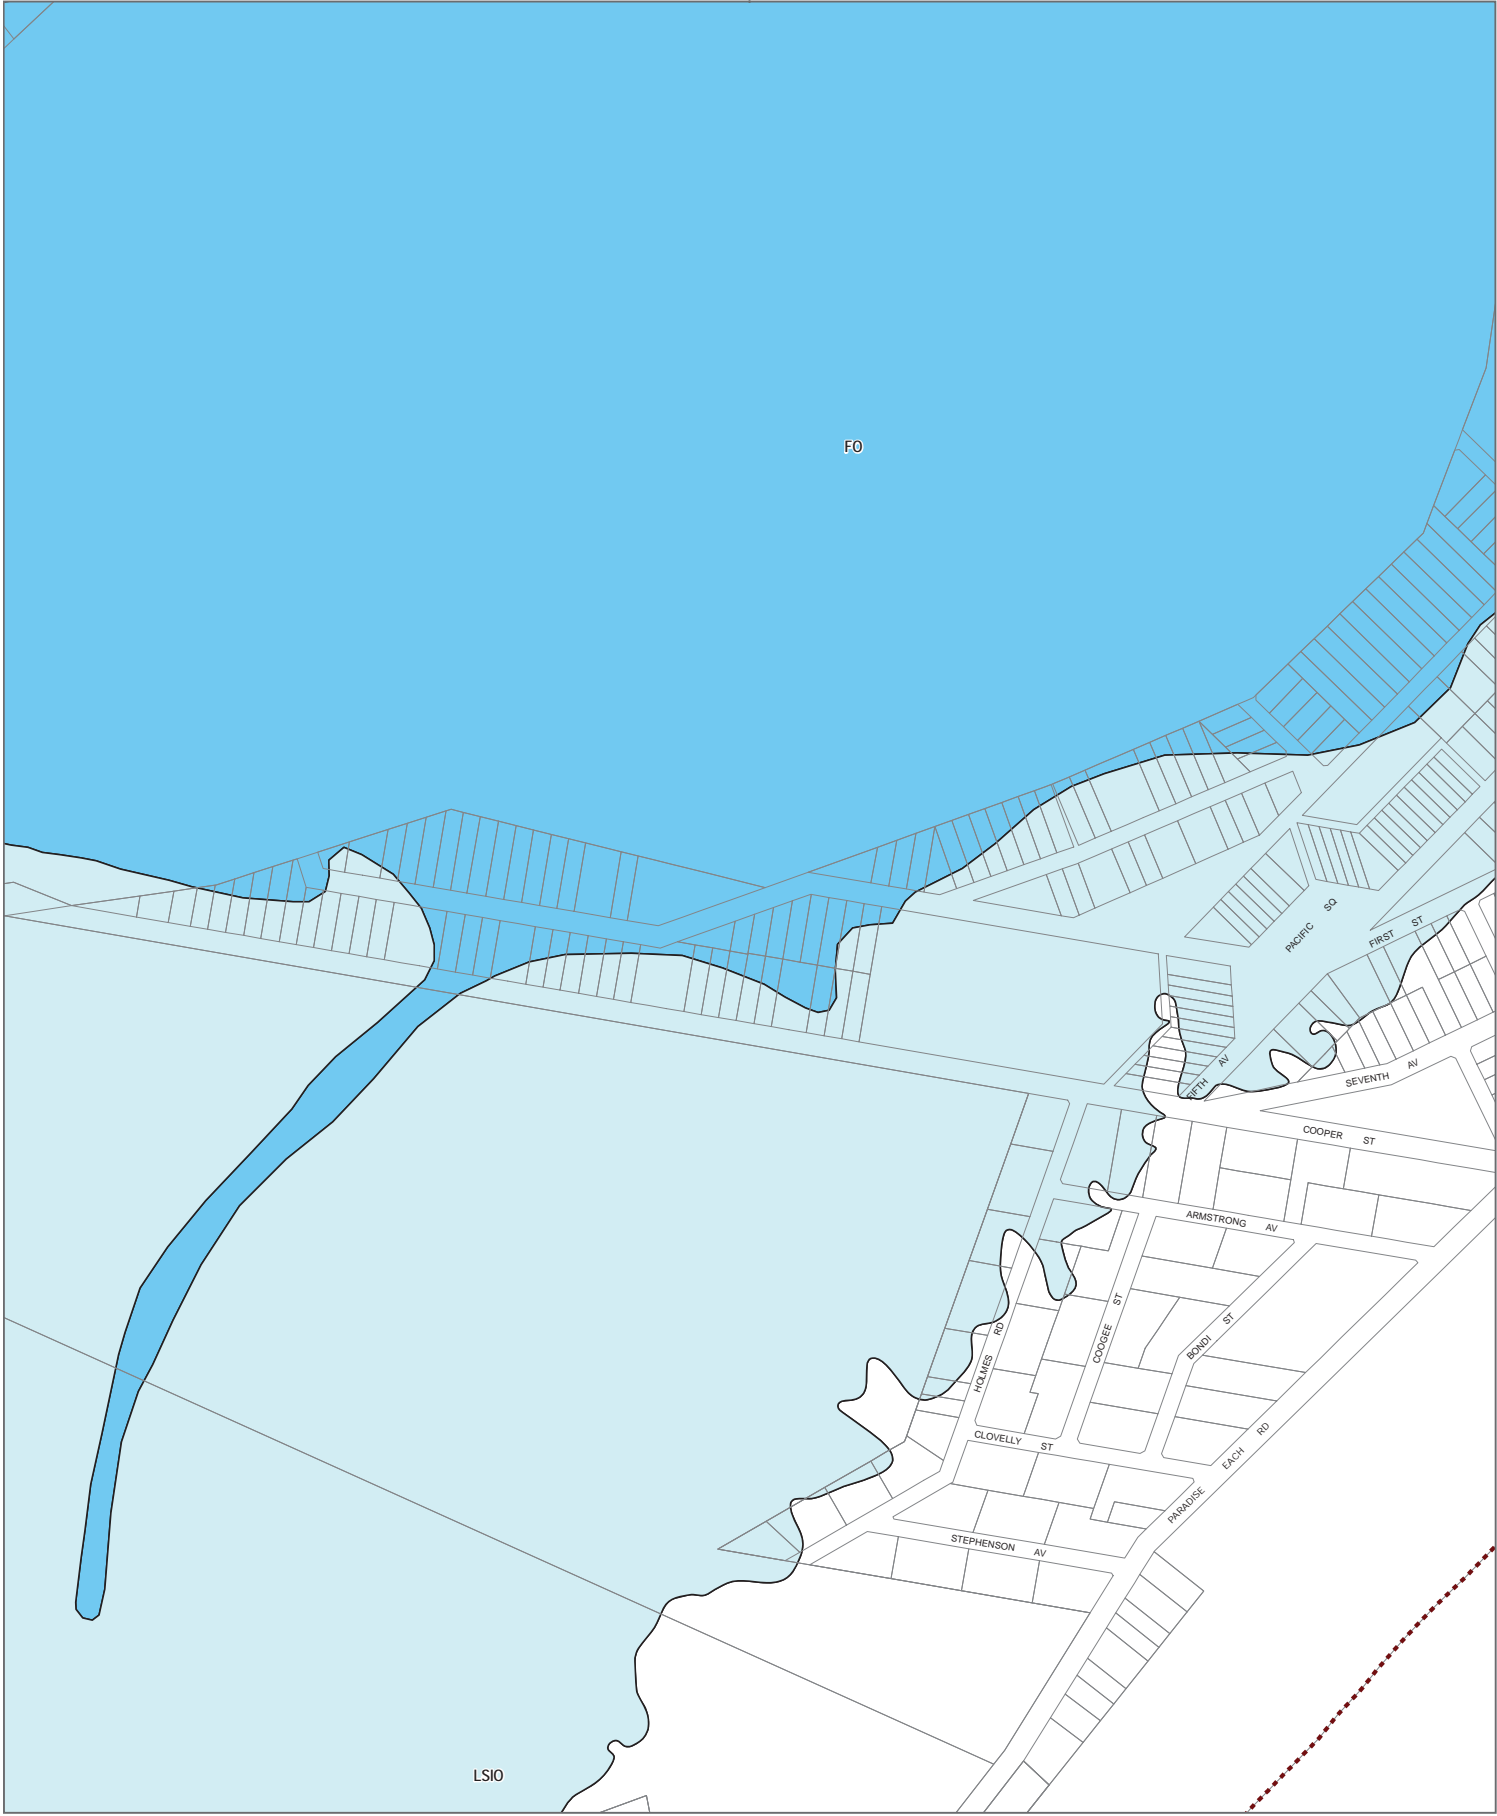 FO
PACIFIC SQ
FIRST ST
FIFTH AV
SEVENTH AV
COOPER ST
ARMSTRONG AV
COOGEE ST
BONDI ST
HOLMES RD
CLOVELLY ST
EACH RD
PARADISE
STEPHENSON AV
LSIO